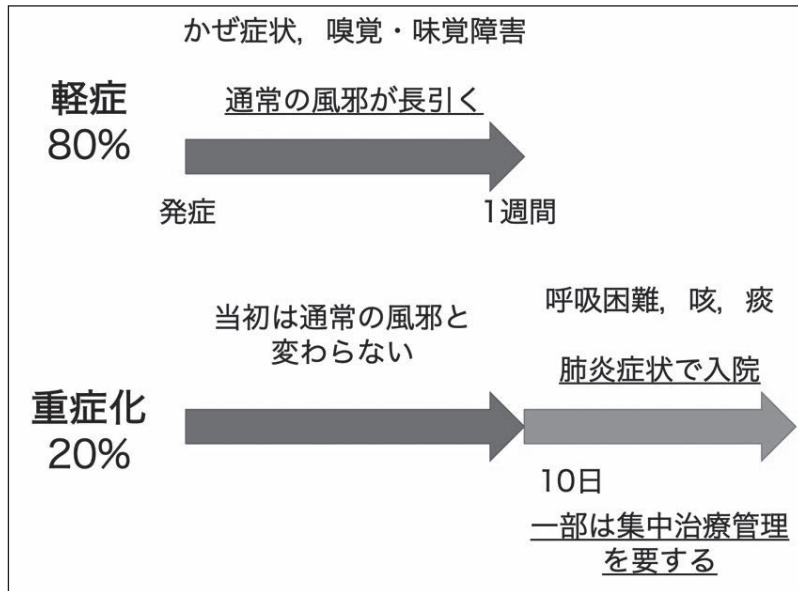 かぜ症状，嗅覚・味覚障害
軽症
80%
通常の風邪が長引く
発症
1週間
当初は通常の風邪と
変わらない
呼吸困難，咳，痰
肺炎症状で入院
重症化
20%
10日
一部は集中治療管理
を要する